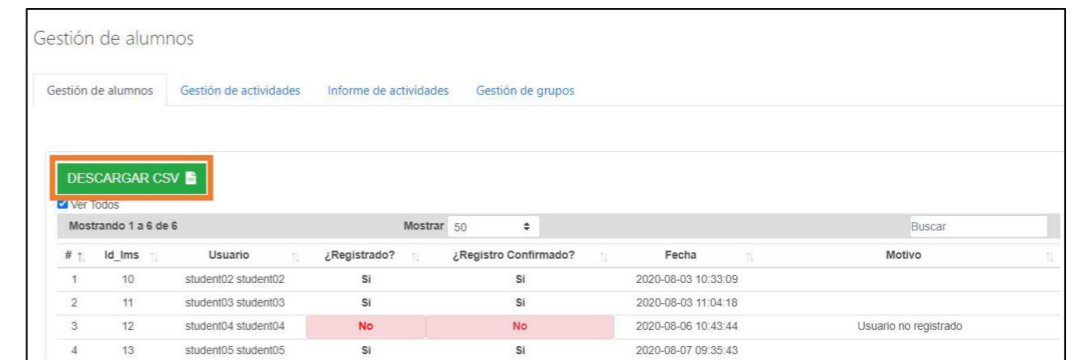 Gestión de alumnos
Gestión de alumnos Gestión de actividades Informe de actividades Gestión de grupos
DESCARGAR CSV
Ver Todos
Mostrando 1 a 6 de 6 Mostrar 50 Buscar
# Id_lms Usuario ¿Registrado? ¿Registro Confirmado? Fecha Motivo
1 10 student02 student02 Si Si 2020-08-03 10:33:09
2 11 student03 student03 Si Si 2020-08-03 11:04:18
3 12 student04 student04 No No 2020-08-06 10:43:44 Usuario no registrado
4 13 student05 student05 Si Si 2020-08-07 09:35:43